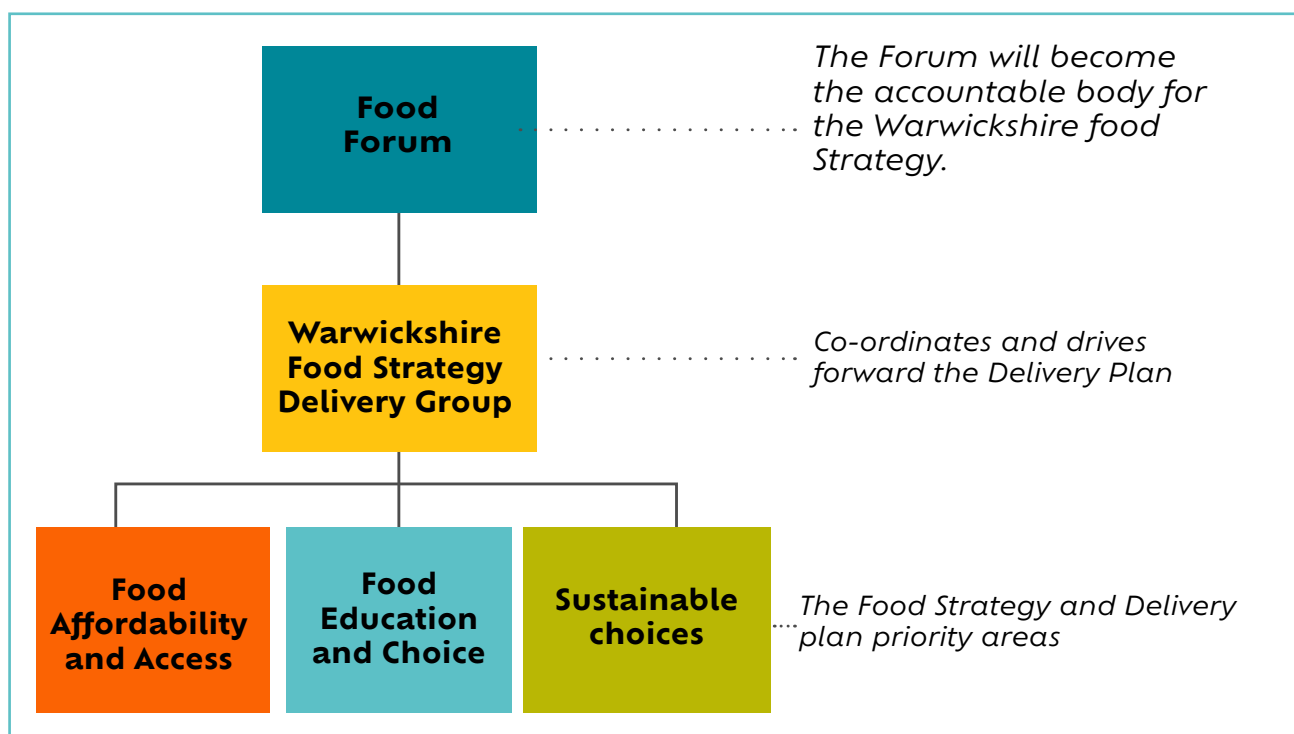 Food
Forum
The Forum will become
the accountable body for
the Warwickshire food
Strategy.
Warwickshire
Food Strategy
Delivery Group
Co-ordinates and drives
forward the Delivery Plan
Food
Affordability
and Access
Food
Education
and Choice
Sustainable
choices
The Food Strategy and Delivery
plan priority areas